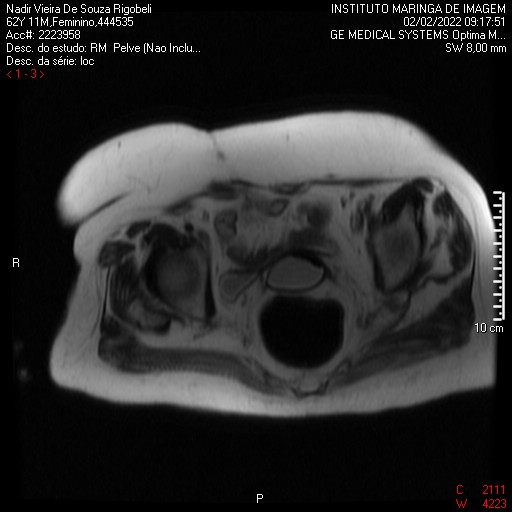 Nadir Vieira De Souza Rigobeli
62Y 11M,Feminino,444535
Acc#: 2223958
Desc. do estudo: RM Pelve (Nao Inclu...
Desc. da série: loc
< 1 - 3 >
INSTITUTO MARINGA DE IMAGEM
02/02/2022 09:17:51
GE MEDICAL SYSTEMS Optima M...
SW 8,00 mm
R
10 cm
P
C 2111
W 4223